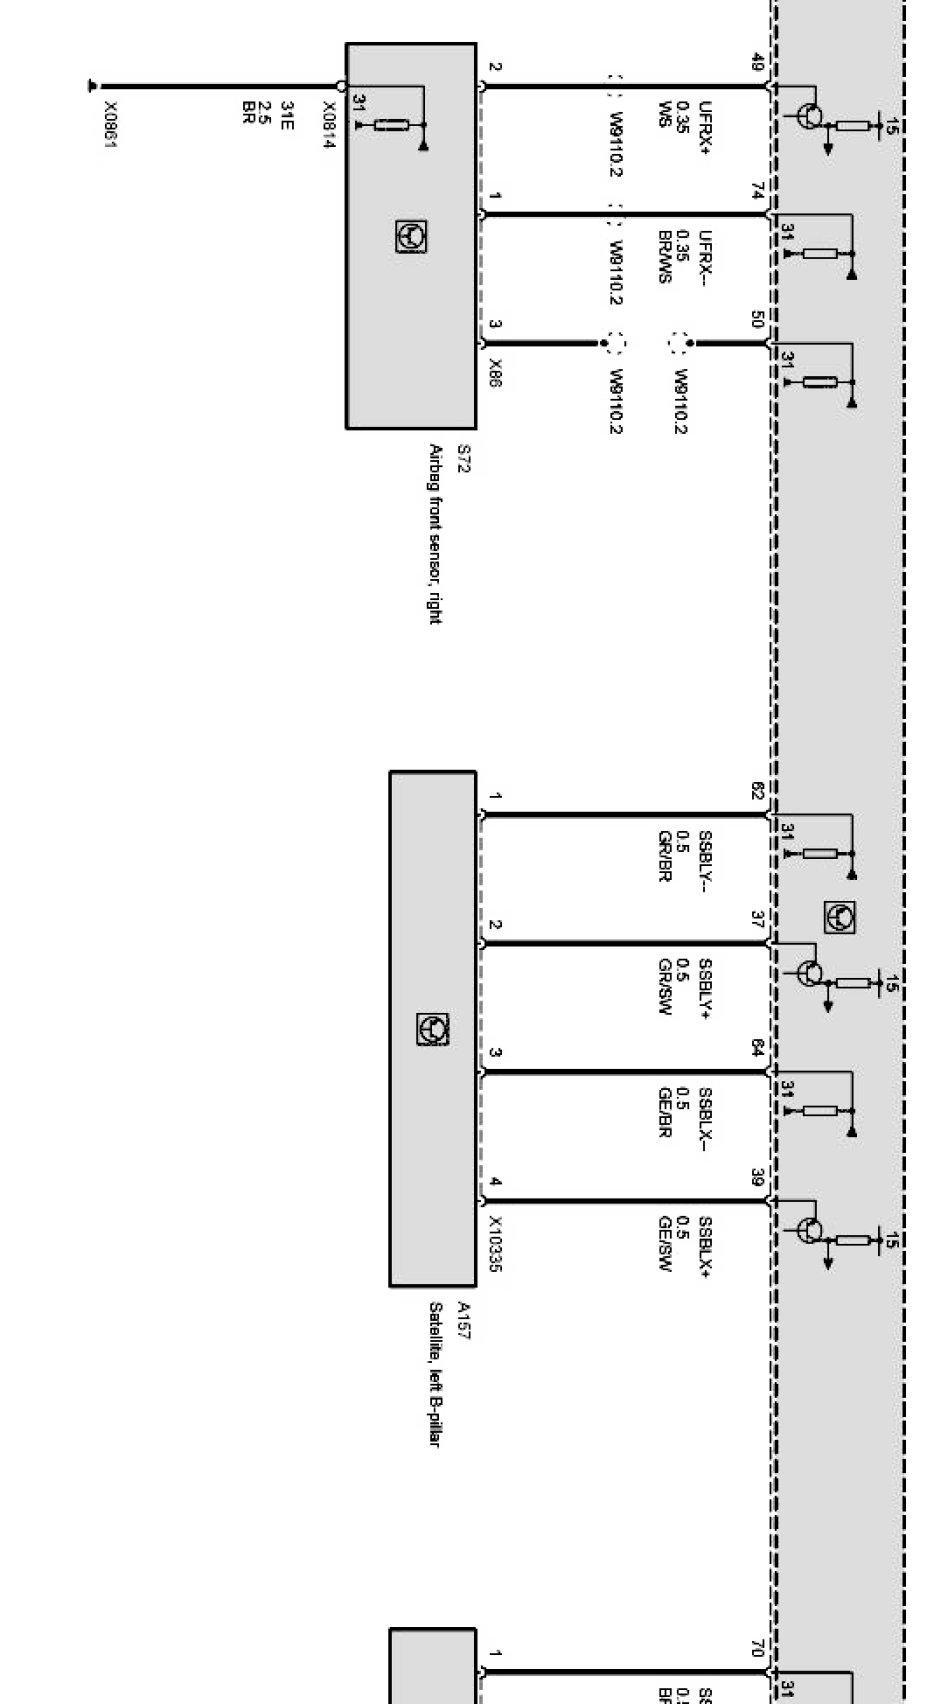 15
49
2
UFRX+
0.35
WS
W9110.2
31
X0814
31E
2.5
BR
X0861
74
1
31
UFRX--
0.35
BR/WS
W9110.2
50
3
31
W9110.2
W9110.2
X86
S72
Airbag front sensor, right
62
1
31
SSBLY--
0.5
GR/BR
37
2
15
SSBLY+
0.5
GR/SW
64
3
31
SSBLX--
0.5
GE/BR
39
4
15
SSBLX+
0.5
GE/SW
X10335
A157
Satellite, left B-pillar
70
1
31